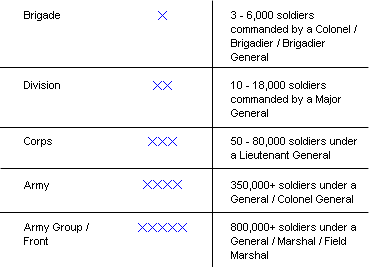 Brigade X 3 - 6,000 soldiers
commanded by a Colonel /
Brigadier / Brigadier
General
Division XX 10 - 18,000 soldiers
commanded by a Major
General
Corps XXX 50 - 80,000 soldiers under
a Lieutenant General
Army XXXX 350,000+ soldiers under a
General / Colonel General
Army Group / XXXXX 800,000+ soldiers under a
Front General / Marshal / Field
Marshal